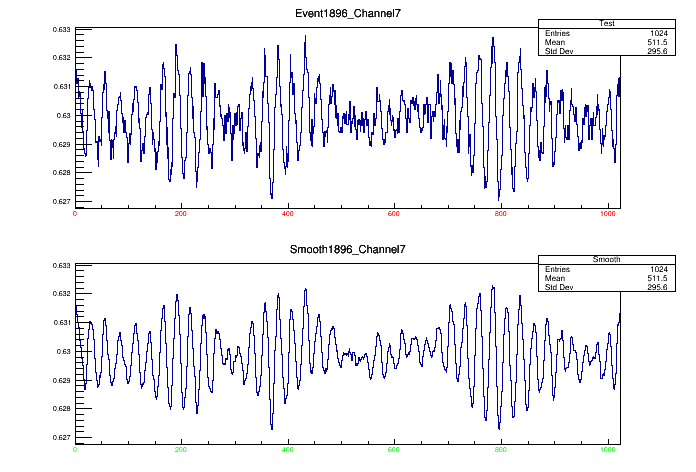 Event1896_Channel7
Test
Entries 1024
Mean 511.5
Std Dev 295.6
0.633
0.632
0.631
0.63
0.629
0.628
0.627
0 200 400 600 800 1000
Smooth1896_Channel7
Smooth
Entries 1024
Mean 511.5
Std Dev 295.6
0.633
0.632
0.631
0.63
0.629
0.628
0.627
0 200 400 600 800 1000